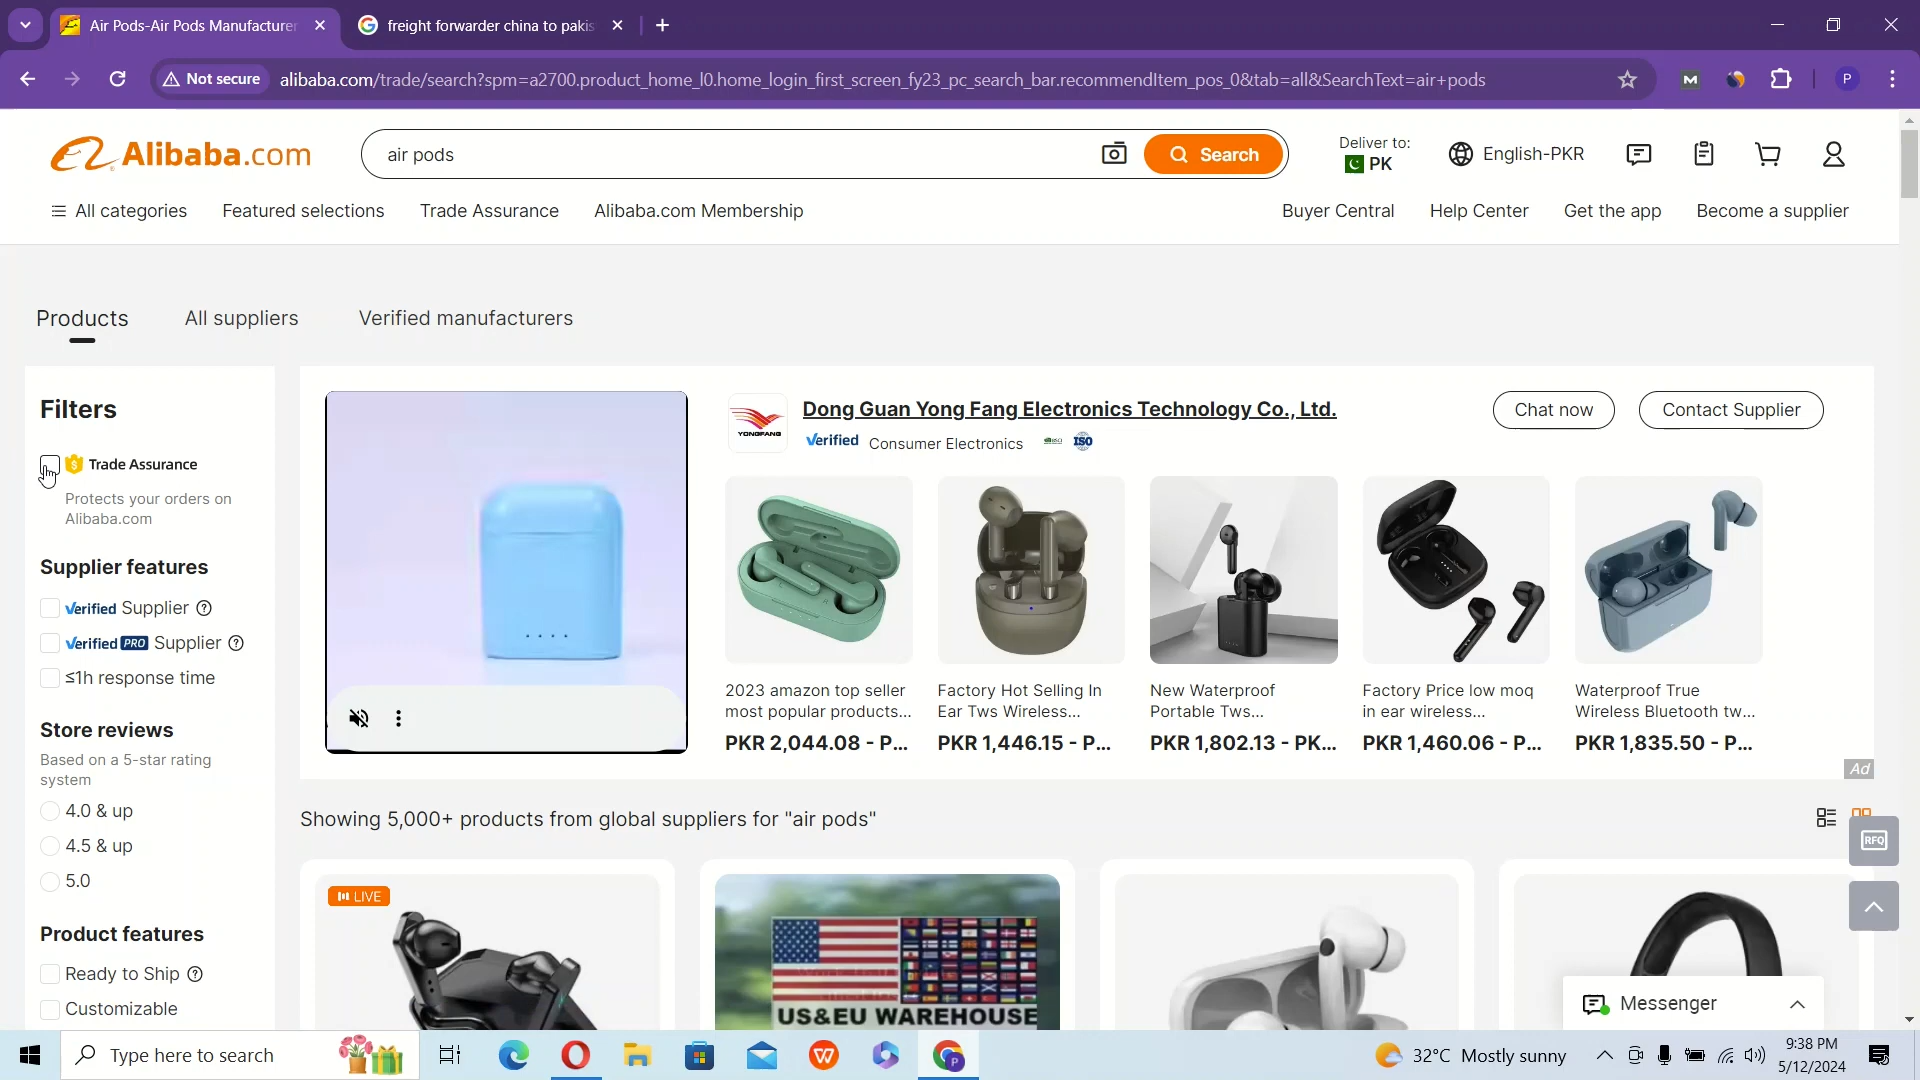 Air Pods-Air Pods Manufacturer
freight forwarder china to pakis
Not secure
alibaba.com/trade/search?spm=a2700.product_home_l0.home_login_first_screen_fy23_pc_search_bar.recommendItem_pos_0&tab=all&SearchText=air+pods
M
P
Alibaba.com
air pods
Search
Deliver to:
PK
English-PKR
All categories
Featured selections
Trade Assurance
Alibaba.com Membership
Buyer Central
Help Center
Get the app
Become a supplier
Products
All suppliers
Verified manufacturers
Filters
Trade Assurance
Protects your orders on
Alibaba.com
Supplier features
Verified Supplier
Verified PRO Supplier
≤1h response time
Store reviews
Based on a 5-star rating
system
4.0 & up
4.5 & up
5.0
Product features
Ready to Ship
Customizable
YONGFANG
Dong Guan Yong Fang Electronics Technology Co., Ltd.
Verified Consumer Electronics
ISO
Chat now
Contact Supplier
2023 amazon top seller
most popular products...
PKR 2,044.08 - P...
Factory Hot Selling In
Ear Tws Wireless...
PKR 1,446.15 - P...
New Waterproof
Portable Tws...
PKR 1,802.13 - PK...
Factory Price low moq
in ear wireless...
PKR 1,460.06 - P...
Waterproof True
Wireless Bluetooth tw...
PKR 1,835.50 - P...
Ad
Showing 5,000+ products from global suppliers for "air pods"
RFQ
LIVE
US&EU WAREHOUSE
Messenger
Type here to search
32°C Mostly sunny
9:38 PM
5/12/2024